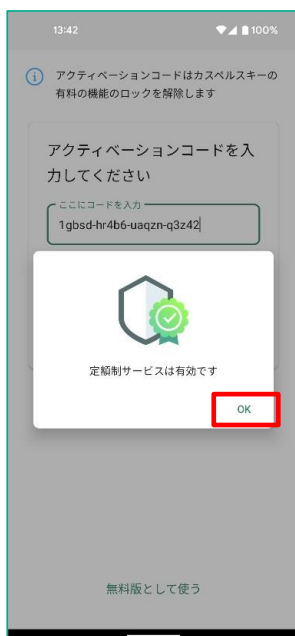 13:42
100%
アクティベーションコードはカスペルスキーの
有料の機能のロックを解除します
アクティベーションコードを入
力してください
ここにコードを入力
1gbsd-hr4b6-uaqzn-q3z42
定額制サービスは有効です
OK
無料版として使う